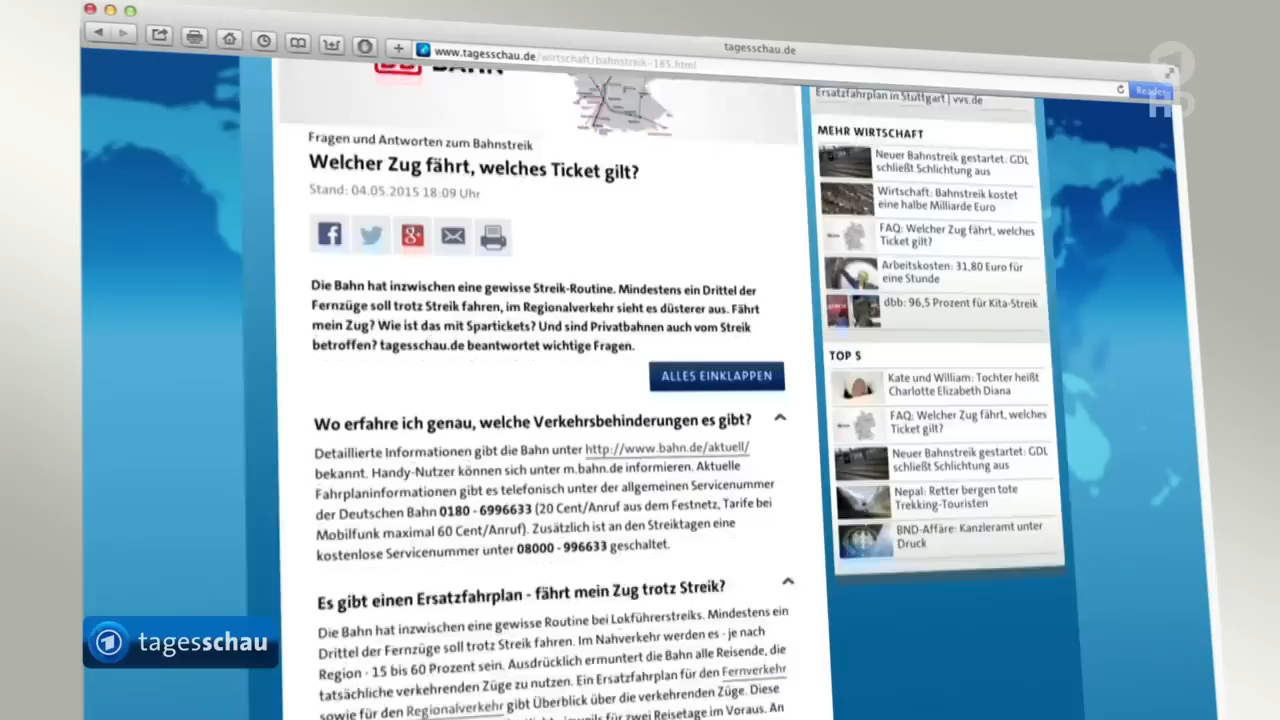 tagesschau.de
www.tagesschau.de/wirtschaft/bahnstreik-185.html
Reader
HD
BAHN
Fragen und Antworten zum Bahnstreik
Welcher Zug fährt, welches Ticket gilt?
Stand: 04.05.2015 18:09 Uhr
Die Bahn hat inzwischen eine gewisse Streik-Routine. Mindestens ein Drittel der
Fernzüge soll trotz Streik fahren, im Regionalverkehr sieht es düsterer aus. Fährt
mein Zug? Wie ist das mit Spartickets? Und sind Privatbahnen auch vom Streik
betroffen? tagesschau.de beantwortet wichtige Fragen.
ALLES EINKLAPPEN
Wo erfahre ich genau, welche Verkehrsbehinderungen es gibt?
Detaillierte Informationen gibt die Bahn unter http://www.bahn.de/aktuell/
bekannt. Handy-Nutzer können sich unter m.bahn.de informieren. Aktuelle
Fahrplaninformationen gibt es telefonisch unter der allgemeinen Servicenummer
der Deutschen Bahn 0180 - 6996633 (20 Cent/Anruf aus dem Festnetz, Tarife bei
Mobilfunk maximal 60 Cent/Anruf). Zusätzlich ist an den Streiktagen eine
kostenlose Servicenummer unter 08000 - 996633 geschaltet.
Es gibt einen Ersatzfahrplan - fährt mein Zug trotz Streik?
Die Bahn hat inzwischen eine gewisse Routine bei Lokführerstreiks. Mindestens ein
Drittel der Fernzüge soll trotz Streik fahren. Im Nahverkehr werden es - je nach
Region - 15 bis 60 Prozent sein. Ausdrücklich ermuntert die Bahn alle Reisende, die
tatsächliche verkehrenden Züge zu nutzen. Ein Ersatzfahrplan für den Fernverkehr
sowie für den Regionalverkehr gibt Überblick über die verkehrenden Züge. Diese
jeweils für zwei Reisetage im Voraus. An
Ersatzfahrplan in Stuttgart | vvs.de
MEHR WIRTSCHAFT
Neuer Bahnstreik gestartet: GDL
schließt Schlichtung aus
Wirtschaft: Bahnstreik kostet
eine halbe Milliarde Euro
FAQ: Welcher Zug fährt, welches
Ticket gilt?
Arbeitskosten: 31,80 Euro für
eine Stunde
dbb: 96,5 Prozent für Kita-Streik
TOP 5
Kate und William: Tochter heißt
Charlotte Elizabeth Diana
FAQ: Welcher Zug fährt, welches
Ticket gilt?
Neuer Bahnstreik gestartet: GDL
schließt Schlichtung aus
Nepal: Retter bergen tote
Trekking-Touristen
BND-Affäre: Kanzleramt unter
Druck
tagesschau